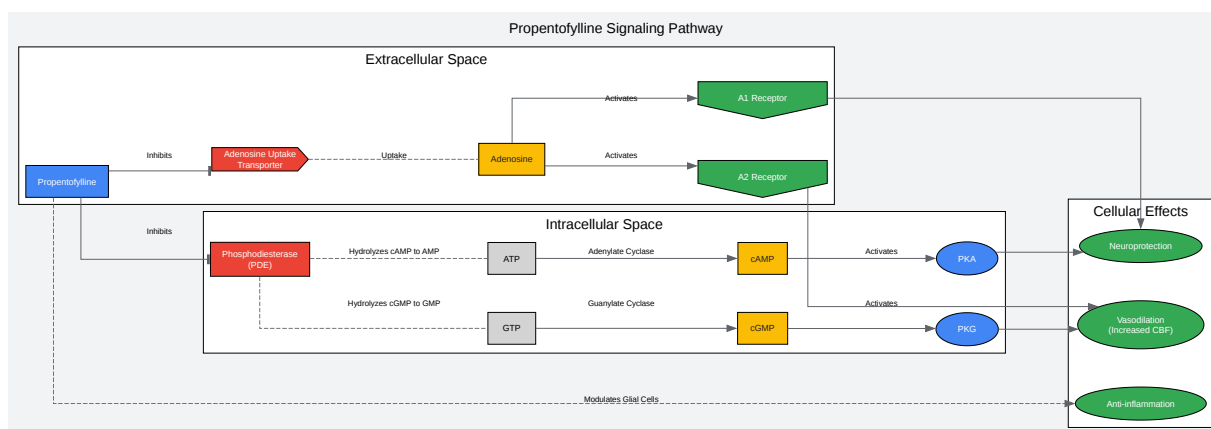 Propentofylline Signaling Pathway
Extracellular Space
Activates
A1 Receptor
Inhibits
Adenosine Uptake
Transporter
Uptake
Adenosine
Activates
A2 Receptor
Propentofylline
Intracellular Space
Cellular Effects
Inhibits
Phosphodiesterase
(PDE)
Hydrolyzes cAMP to AMP
ATP
Adenylate Cyclase
cAMP
Activates
PKA
Neuroprotection
Hydrolyzes cGMP to GMP
GTP
Guanylate Cyclase
cGMP
Activates
PKG
Vasodilation
(Increased CBF)
Modulates Glial Cells
Anti-inflammation